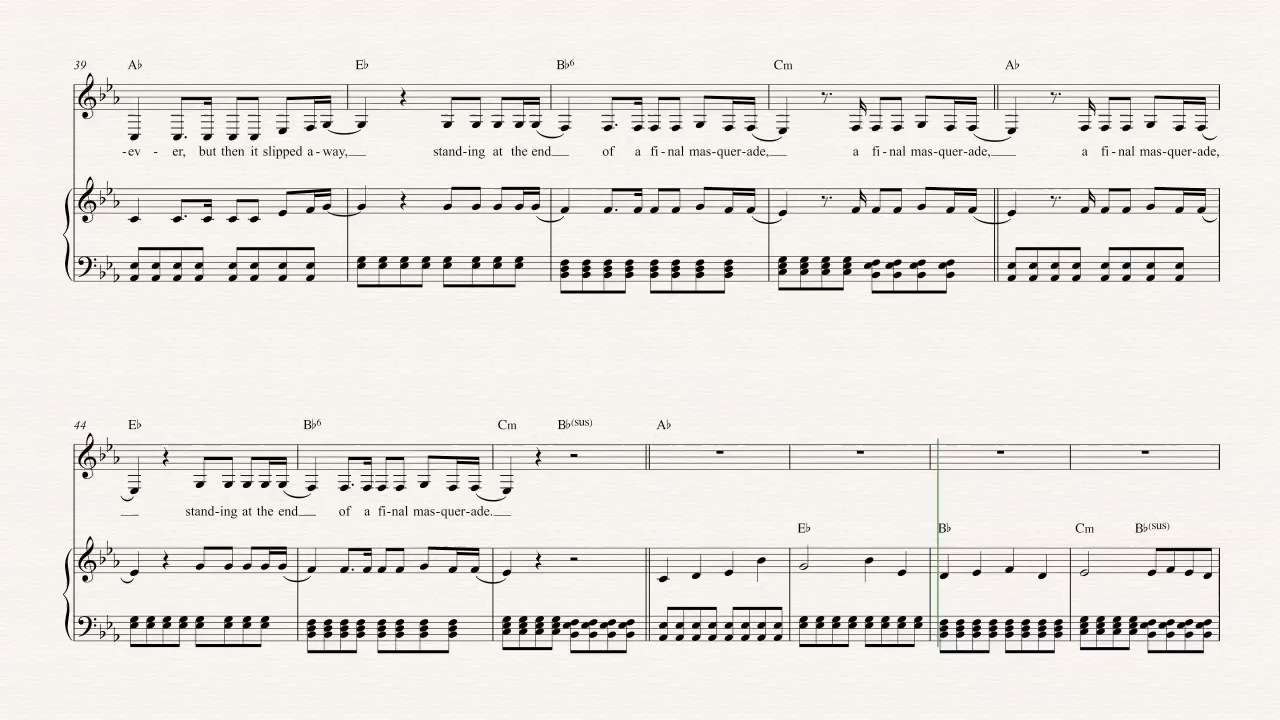 39 A♭ E♭ B♭6 Cm A♭
-ev - er, but then it slipped a-way, stand-ing at the end of a fi-nal mas-quer-ade, a fi-nal mas-quer-ade, a fi-nal mas-quer-ade,
44 E♭ B♭6 Cm B♭(sus) A♭
stand-ing at the end of a fi-nal mas-quer-ade.
E♭ B♭ Cm B♭(sus)